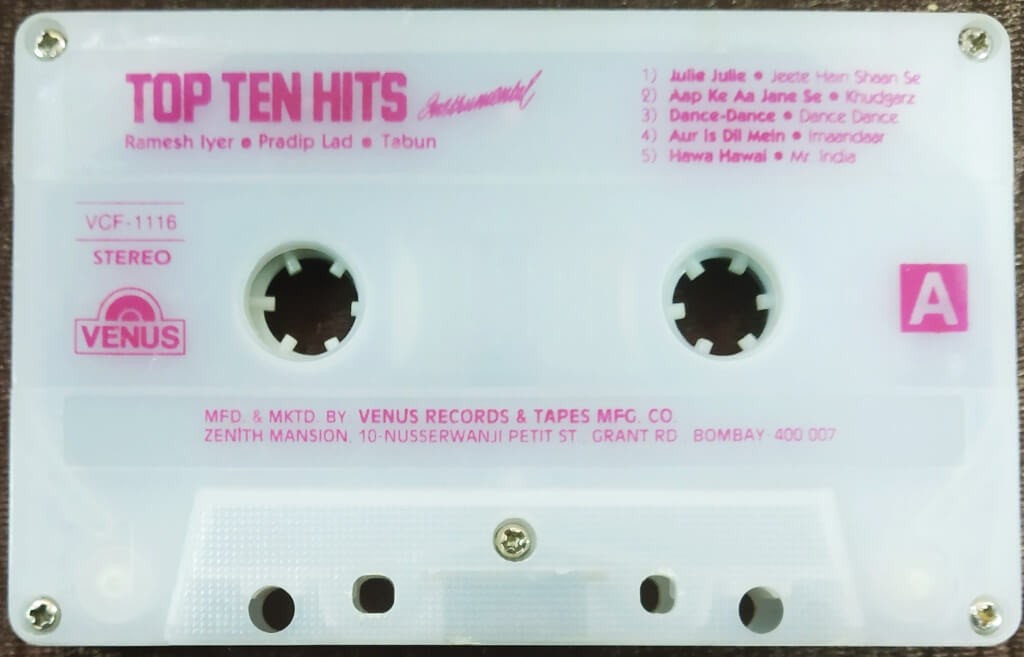 TOP TEN HITS Instrumental
Ramesh Iyer • Pradip Lad • Tabun
1) Julie Julie • Jeete Hain Shaan Se
2) Aap Ke Aa Jane Se • Khudgarz
3) Dance-Dance • Dance Dance
4) Aur Is Dil Mein • Imaandaar
5) Hawa Hawai • Mr. India
VCF-1116
STEREO
VENUS
A
MFD. & MKTD. BY VENUS RECORDS & TAPES MFG. CO.
ZENITH MANSION, 10-NUSSERWANJI PETIT ST., GRANT RD., BOMBAY-400 007